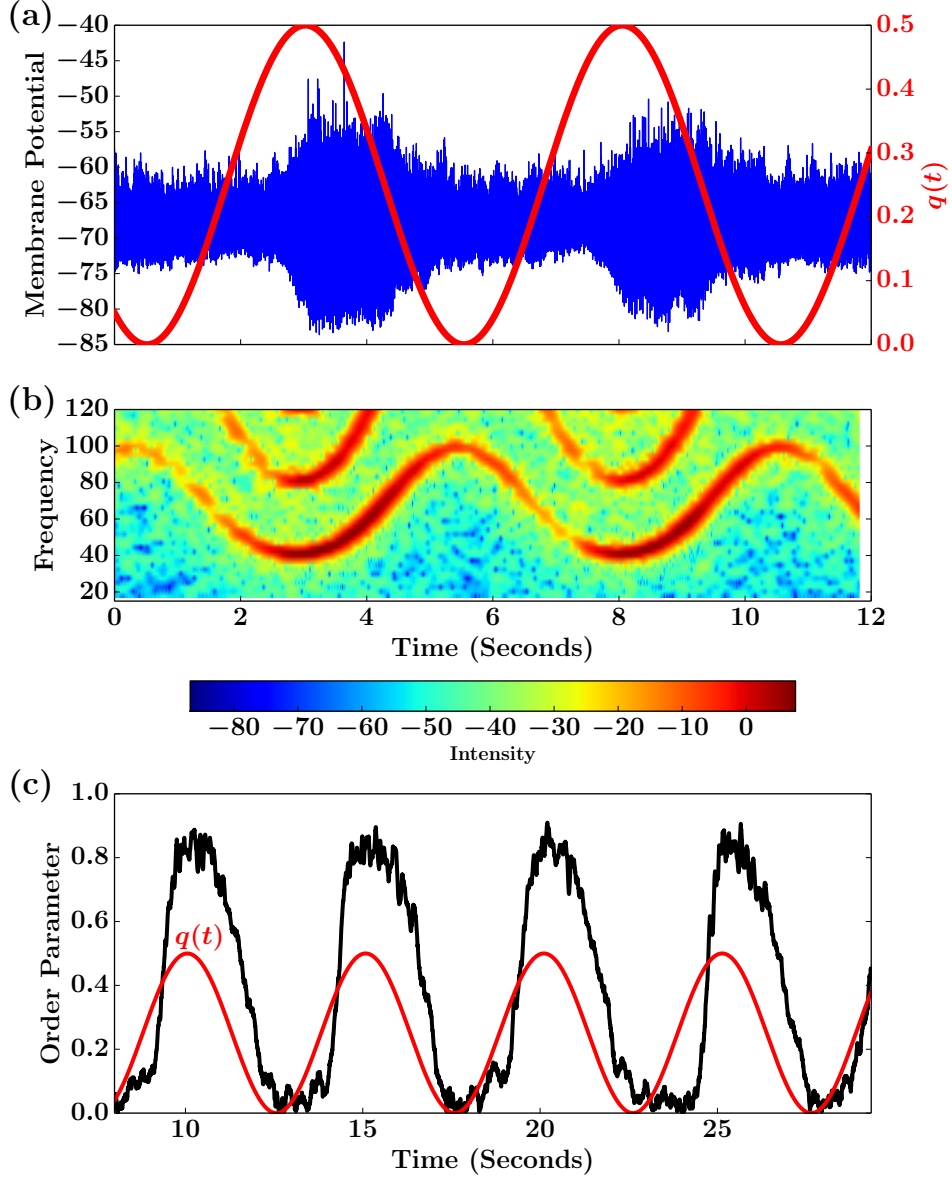 (a)
−40
−45
−50
−55
−60
−65
−70
−75
−80
−85
Membrane Potential
0.5
0.4
0.3
0.2
0.1
0.0
q(t)
(b)
120
100
80
60
40
20
Frequency
0 2 4 6 8 10 12
Time (Seconds)
−80 −70 −60 −50 −40 −30 −20 −10 0
Intensity
(c)
1.0
0.8
0.6
0.4
0.2
0.0
Order Parameter
q(t)
10 15 20 25
Time (Seconds)